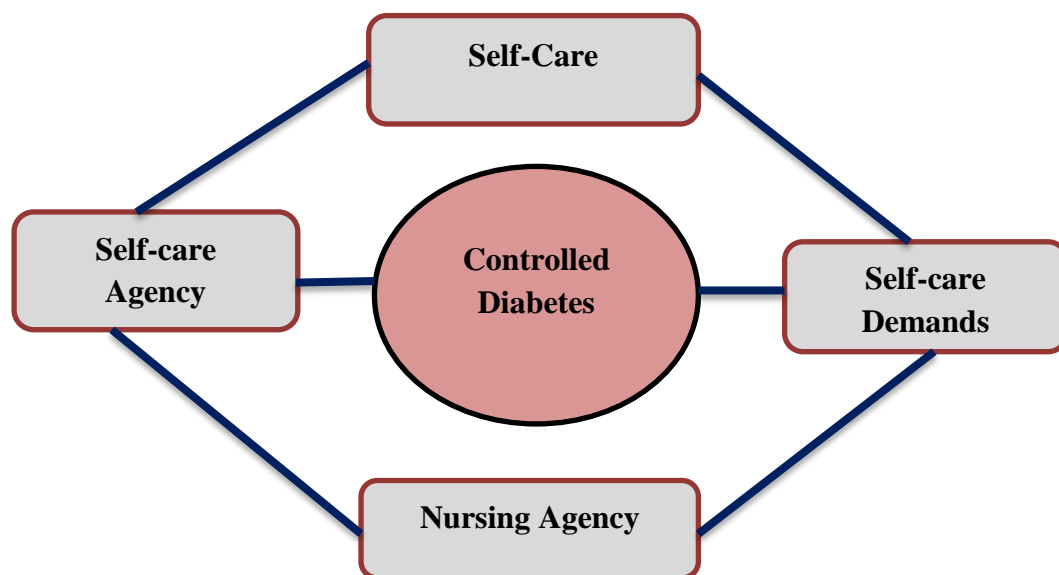 Self-Care
Self-care
Agency
Controlled
Diabetes
Self-care
Demands
Nursing Agency